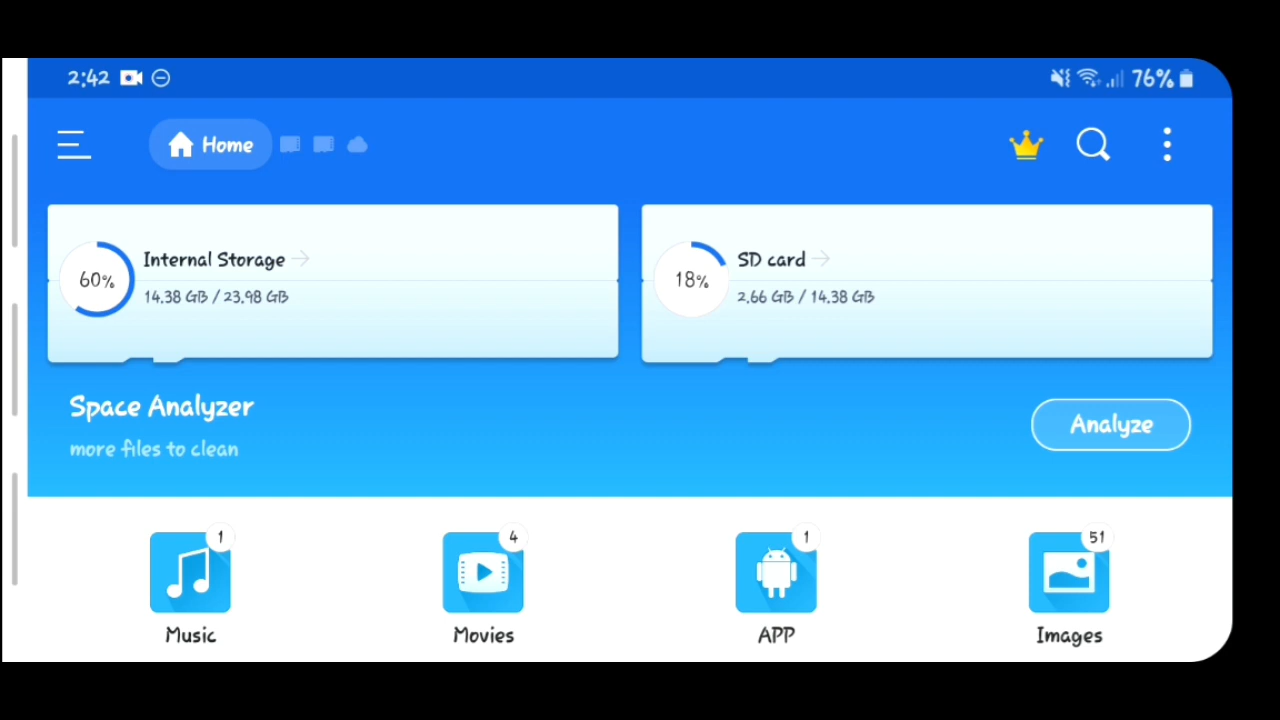 2:42
76%
Home
60%
Internal Storage
14.38 GB / 23.98 GB
18%
SD card
2.66 GB / 14.38 GB
Space Analyzer
more files to clean
Analyze
1
4
1
51
Music
Movies
APP
Images